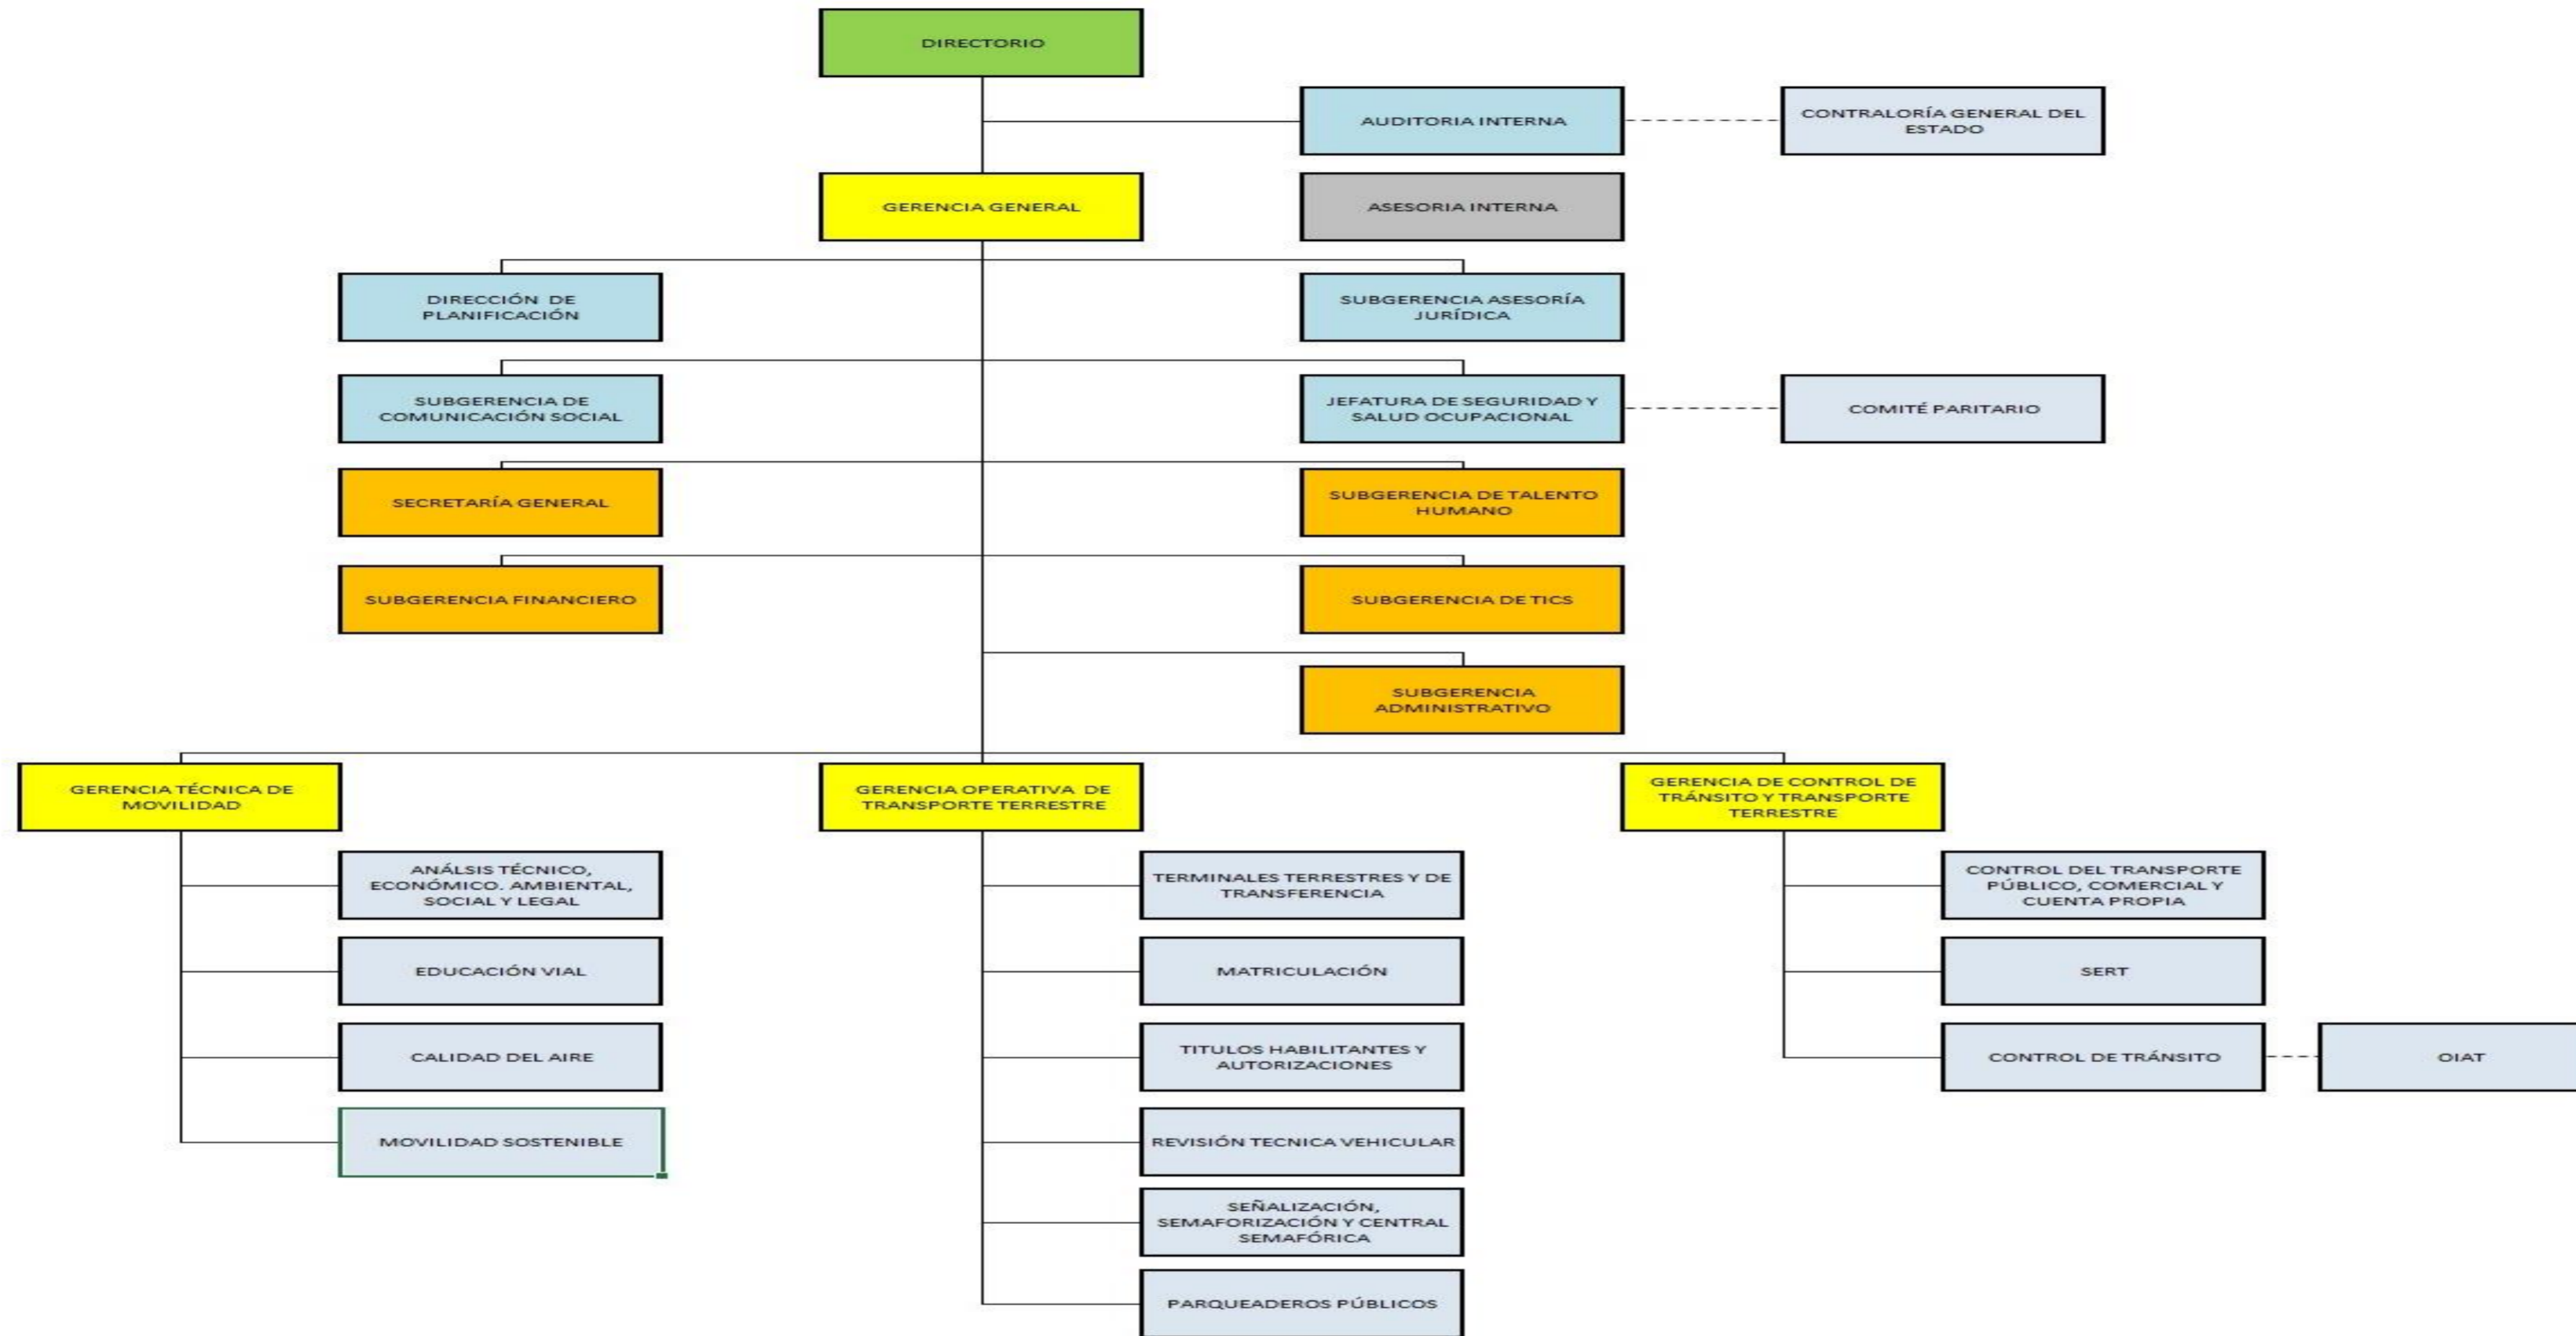 DIRECTORIO
AUDITORIA INTERNA
CONTRALORÍA GENERAL DEL
ESTADO
GERENCIA GENERAL
ASESORIA INTERNA
DIRECCIÓN DE
PLANIFICACIÓN
SUBGERENCIA ASESORÍA
JURÍDICA
SUBGERENCIA DE
COMUNICACIÓN SOCIAL
JEFATURA DE SEGURIDAD Y
SALUD OCUPACIONAL
COMITÉ PARITARIO
SECRETARÍA GENERAL
SUBGERENCIA DE TALENTO
HUMANO
SUBGERENCIA FINANCIERO
SUBGERENCIA DE TICS
SUBGERENCIA
ADMINISTRATIVO
GERENCIA TÉCNICA DE
MOVILIDAD
GERENCIA OPERATIVA DE
TRANSPORTE TERRESTRE
GERENCIA DE CONTROL DE
TRÁNSITO Y TRANSPORTE
TERRESTRE
ANÁLSIS TÉCNICO,
ECONÓMICO. AMBIENTAL,
SOCIAL Y LEGAL
TERMINALES TERRESTRES Y DE
TRANSFERENCIA
CONTROL DEL TRANSPORTE
PÚBLICO, COMERCIAL Y
CUENTA PROPIA
EDUCACIÓN VIAL
MATRICULACIÓN
SERT
CALIDAD DEL AIRE
TITULOS HABILITANTES Y
AUTORIZACIONES
CONTROL DE TRÁNSITO
OIAT
MOVILIDAD SOSTENIBLE
REVISIÓN TECNICA VEHICULAR
SEÑALIZACIÓN,
SEMAFORIZACIÓN Y CENTRAL
SEMAFÓRICA
PARQUEADEROS PÚBLICOS